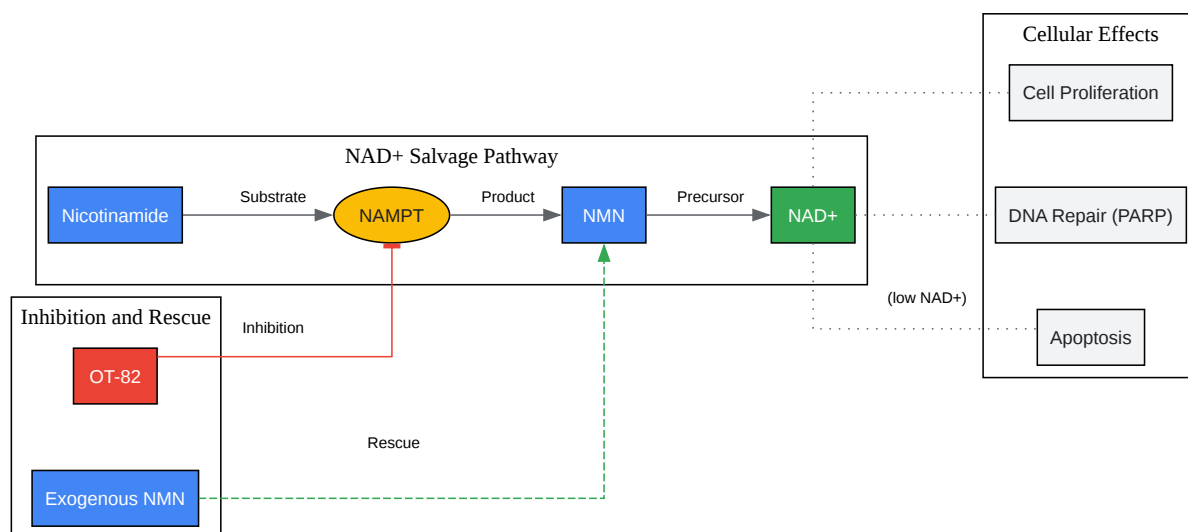 Cellular Effects
Cell Proliferation
NAD+ Salvage Pathway
Nicotinamide
Substrate
NAMPT
Product
NMN
Precursor
NAD+
DNA Repair (PARP)
(low NAD+)
Apoptosis
Inhibition and Rescue
Inhibition
OT-82
Rescue
Exogenous NMN